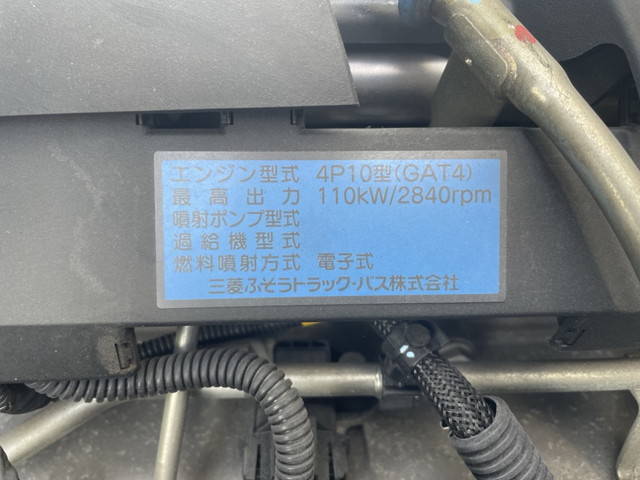 エンジン型式 4P10型(GAT4)
最高出力 110kW/2840rpm
噴射ポンプ型式
過給機型式
燃料噴射方式 電子式
三菱ふそうトラック・バス株式会社